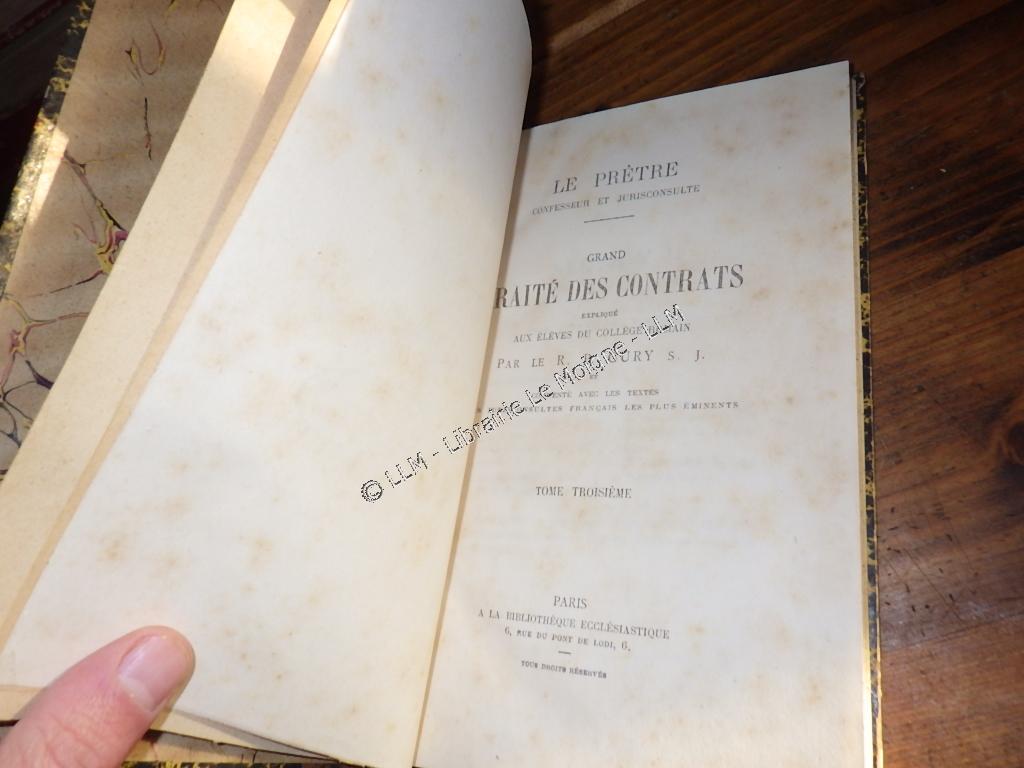 LE PRÊTRE
CONFESSEUR ET JURISCONSULTE
GRAND
RAITÉ DES CONTRATS
EXPLIQUÉ
AUX ÉLÈVES DU COLLÈGE ROMAIN
PAR LE R. S. J.
ET
AVEC LES TEXTES
FRANÇAIS LES PLUS ÉMINENTS
TOME TROISIÈME
PARIS
A LA BIBLIOTHÈQUE ECCLÉSIASTIQUE
6, RUE DU PONT DE LODI, 6.
TOUS DROITS RÉSERVÉS
© LLM - Librairie Le Moigne - LLM